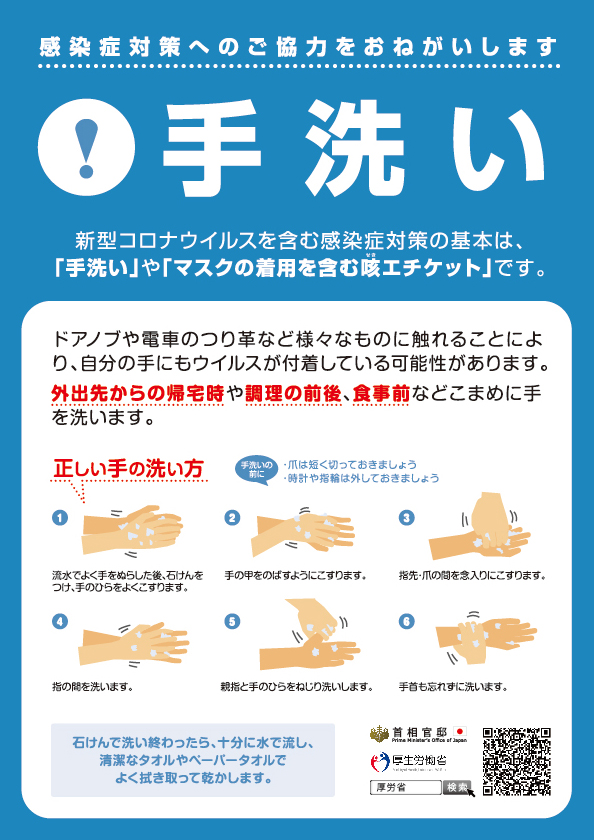 感染症対策へのご協力をおねがいします
手洗い
新型コロナウイルスを含む感染症対策の基本は、
「手洗い」や「マスクの着用を含む咳エチケット」です。
ドアノブや電車のつり革など様々なものに触れることによ
り、自分の手にもウイルスが付着している可能性があります。
外出先からの帰宅時や調理の前後、食事前などこまめに手
を洗います。
正しい手の洗い方
手洗いの
前に
・爪は短く切っておきましょう
・時計や指輪は外しておきましょう
1
流水でよく手をぬらした後、石けんを
つけ、手のひらをよくこすります。
2
手の甲をのばすようにこすります。
3
指先・爪の間を念入りにこすります。
4
指の間を洗います。
5
親指と手のひらをねじり洗いします。
6
手首も忘れずに洗います。
石けんで洗い終わったら、十分に水で流し、
清潔なタオルやペーパータオルで
よく拭き取って乾かします。
首相官邸
Prime Minister's Office of Japan
厚生労働省
厚労省 検索